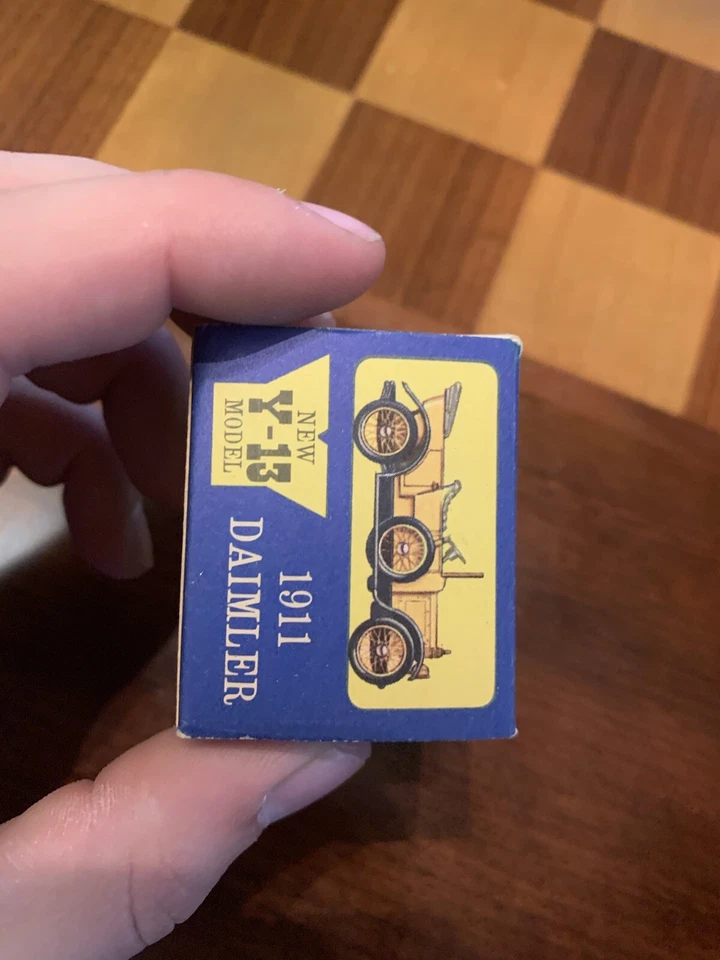 NEW
Y-13
MODEL
1911
DAIMLER